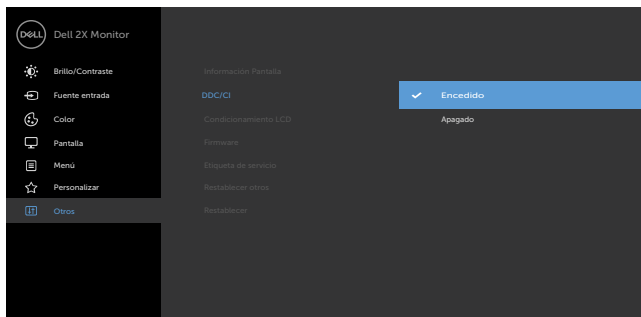 DELL Dell 2X Monitor
Brillo/Contraste
Fuente entrada
Color
Pantalla
Menú
Personalizar
Otros
Información Pantalla
DDC/CI
Condicionamiento LCD
Firmware
Etiqueta de servicio
Restablecer otros
Restablecer
Encedido
Apagado